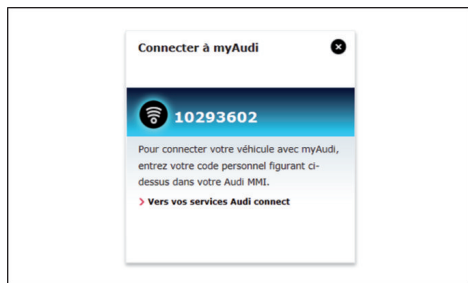 Connecter à myAudi
10293602
Pour connecter votre véhicule avec myAudi,
entrez votre code personnel figurant ci-
dessus dans votre Audi MMI.
> Vers vos services Audi connect